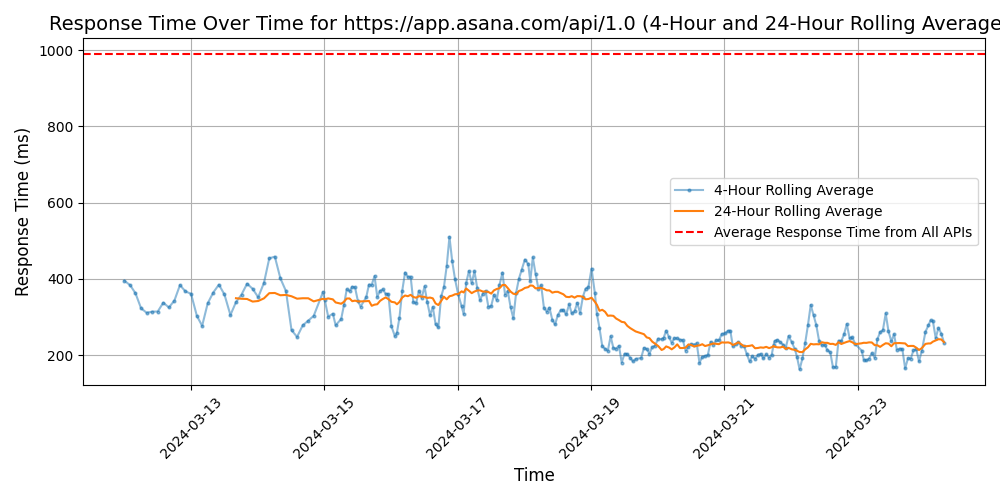 Response Time Over Time for https://app.asana.com/api/1.0 (4-Hour and 24-Hour Rolling Average
1000
800
600
400
200
Response Time (ms)
4-Hour Rolling Average
24-Hour Rolling Average
Average Response Time from All APIs
2024-03-13
2024-03-15
2024-03-17
2024-03-19
2024-03-21
2024-03-23
Time